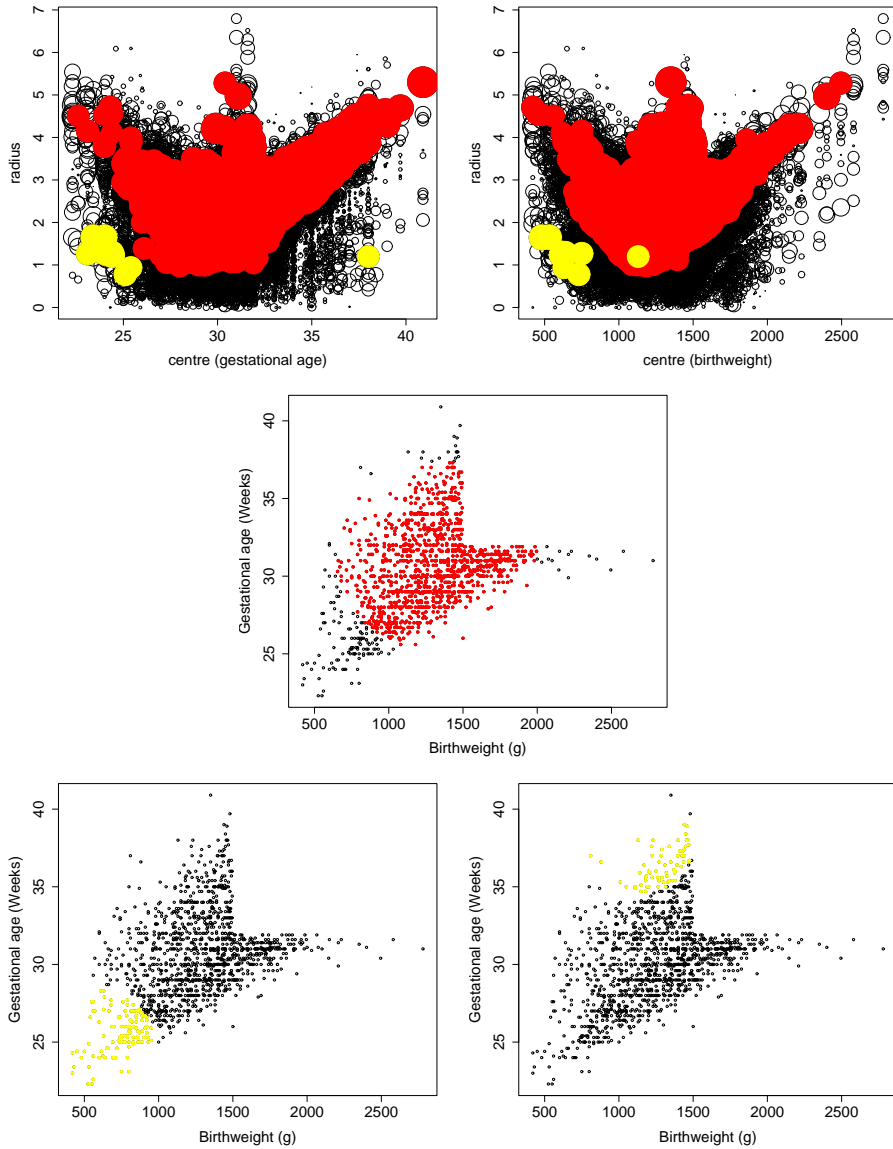 0 1 2 3 4 5 6 7
radius
25 30 35 40
centre (gestational age)
0 1 2 3 4 5 6 7
radius
500 1000 1500 2000 2500
centre (birthweight)
25 30 35 40
Gestational age (Weeks)
500 1000 1500 2000 2500
Birthweight (g)
25 30 35 40
Gestational age (Weeks)
500 1000 1500 2000 2500
Birthweight (g)
25 30 35 40
Gestational age (Weeks)
500 1000 1500 2000 2500
Birthweight (g)